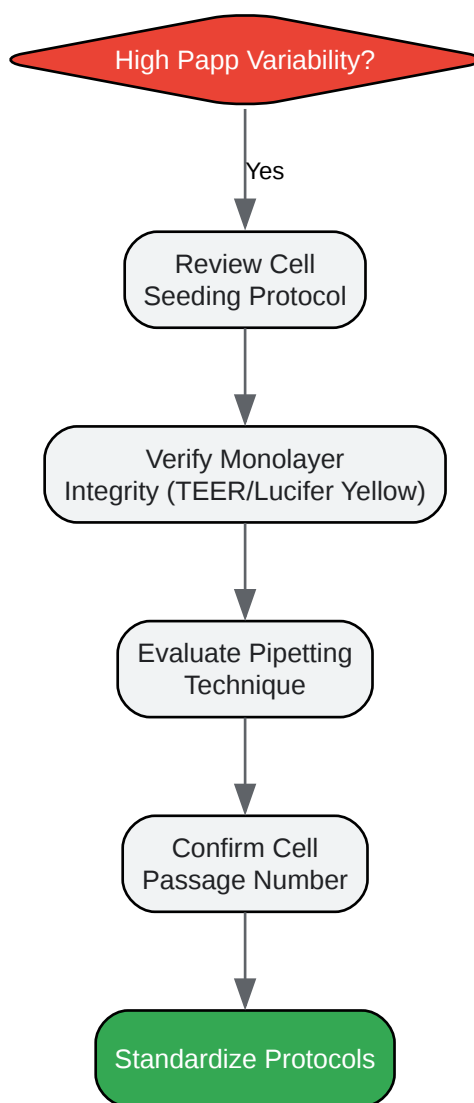 High Papp Variability?
Yes
Review Cell
Seeding Protocol
Verify Monolayer
Integrity (TEER/Lucifer Yellow)
Evaluate Pipetting
Technique
Confirm Cell
Passage Number
Standardize Protocols